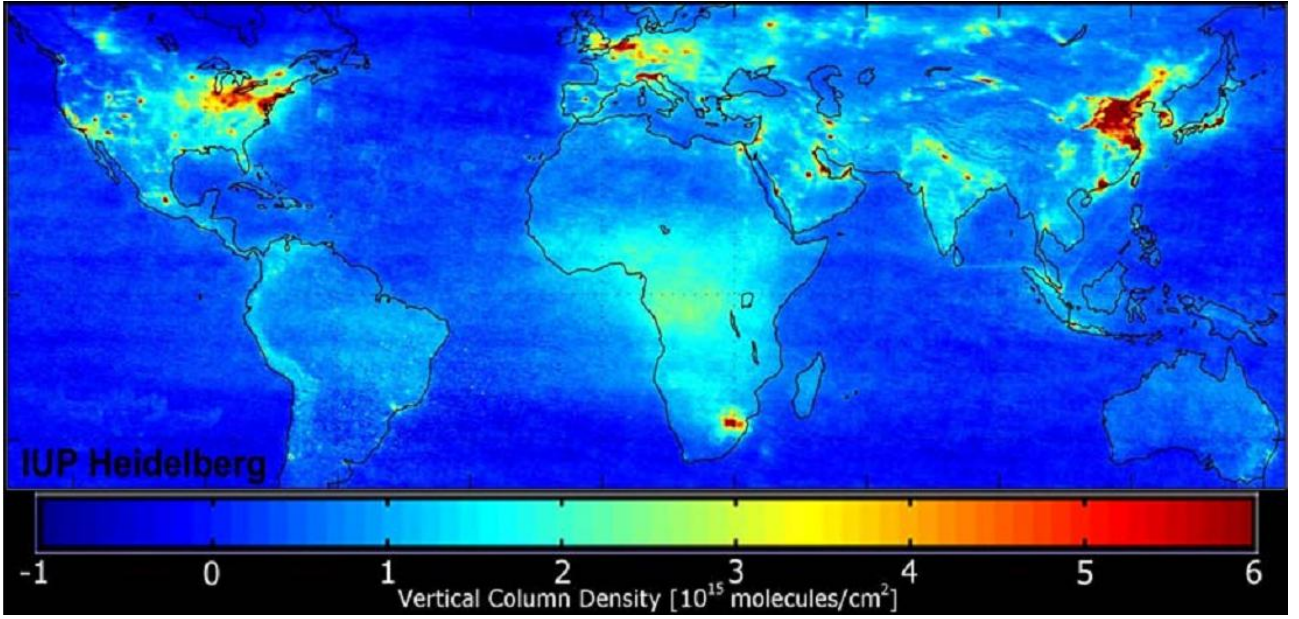 IUP Heidelberg
-1 0 1 2 3 4 5 6
Vertical Column Density [10¹⁵ molecules/cm²]